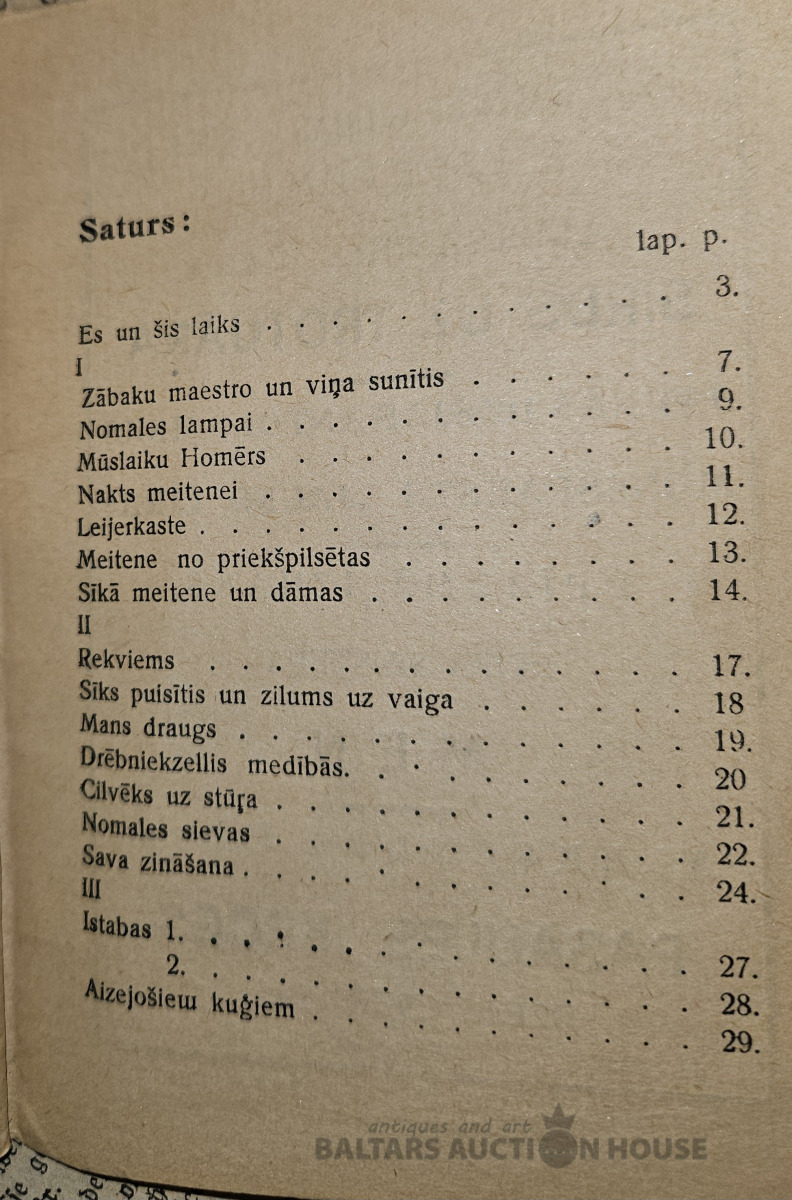 Saturs:
lap. p.
Es un šis laiks . . . . . . . . . . . . 3.
I
Zābaku maestro un viņa sunītis . . . . . . 7.
Nomales lampai . . . . . . . . . . . . 9.
Mūslaiku Homērs . . . . . . . . . . . 10.
Nakts meitenei . . . . . . . . . . . . 11.
Leijerkaste . . . . . . . . . . . . . . 12.
Meitene no priekšpilsētas . . . . . . . . 13.
Sīkā meitene un dāmas . . . . . . . . . 14.
II
Rekviems . . . . . . . . . . . . . . 17.
Sīks puisītis un zilums uz vaiga . . . . . . 18
Mans draugs . . . . . . . . . . . . . 19.
Drēbniekzellis medībās. . . . . . . . . . 20
Cilvēks uz stūŗa . . . . . . . . . . . . 21.
Nomales sievas . . . . . . . . . . . . 22.
Sava zināšana . . . . . . . . . . . . . 24.
III
Istabas 1. . . . . . . . . . . . . . . 27.
2. . . . . . . . . . . . . . . 28.
Aizejošiem kuģiem . . . . . . . . . . . 29.
antiques and art
BALTARS AUCTION HOUSE